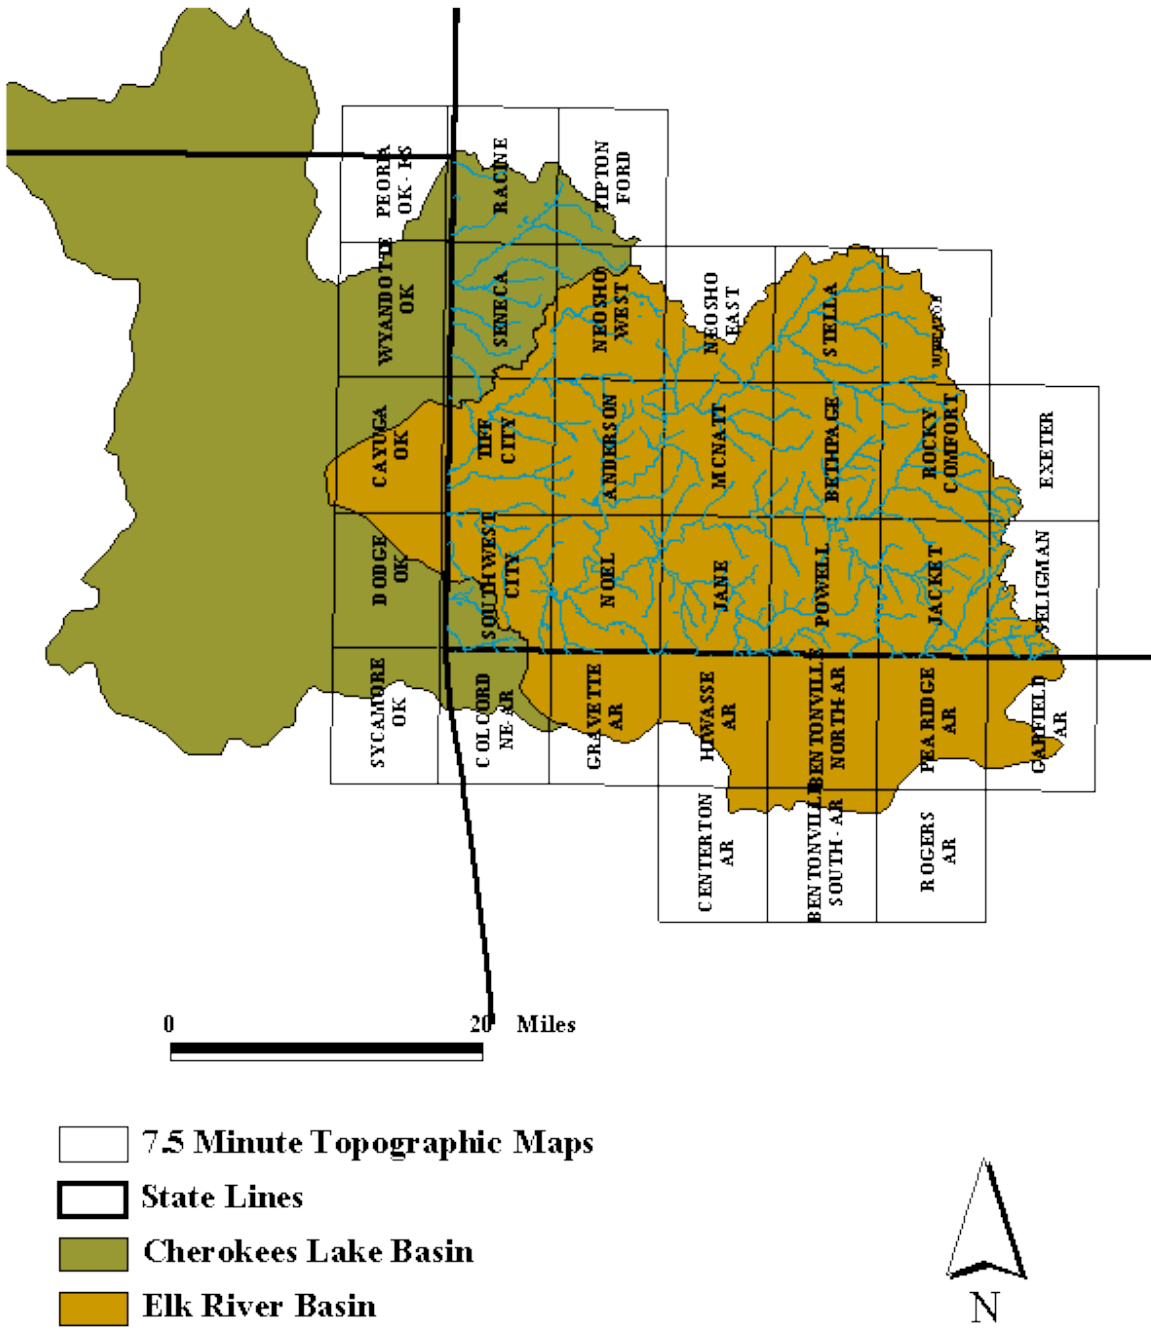 PEORIA
OK - KS
RACINE
TIPTON
FORD
WYANDOTTE
OK
SENECA
NEOSHO
WEST
NEOSHO
EAST
STELLA
WHEATON
CAYUGA
OK
TIFF
CITY
ANDERSON
MCNATT
BETHPAGE
ROCKY
COMFORT
EXETER
DODGE
OK
SOUTHWEST
CITY
NOEL
JANE
POWELL
JACKET
SELIGMAN
SYCAMORE
OK
COLCORD
NE-AR
GRAVETTE
AR
HIWASSE
AR
BENTONVILLE
NORTH-AR
PEA RIDGE
AR
GARFIELD
AR
CENTERTON
AR
BENTONVILLE
SOUTH - AR
ROGERS
AR
0 20 Miles
7.5 Minute Topographic Maps
State Lines
Cherokees Lake Basin
Elk River Basin
N